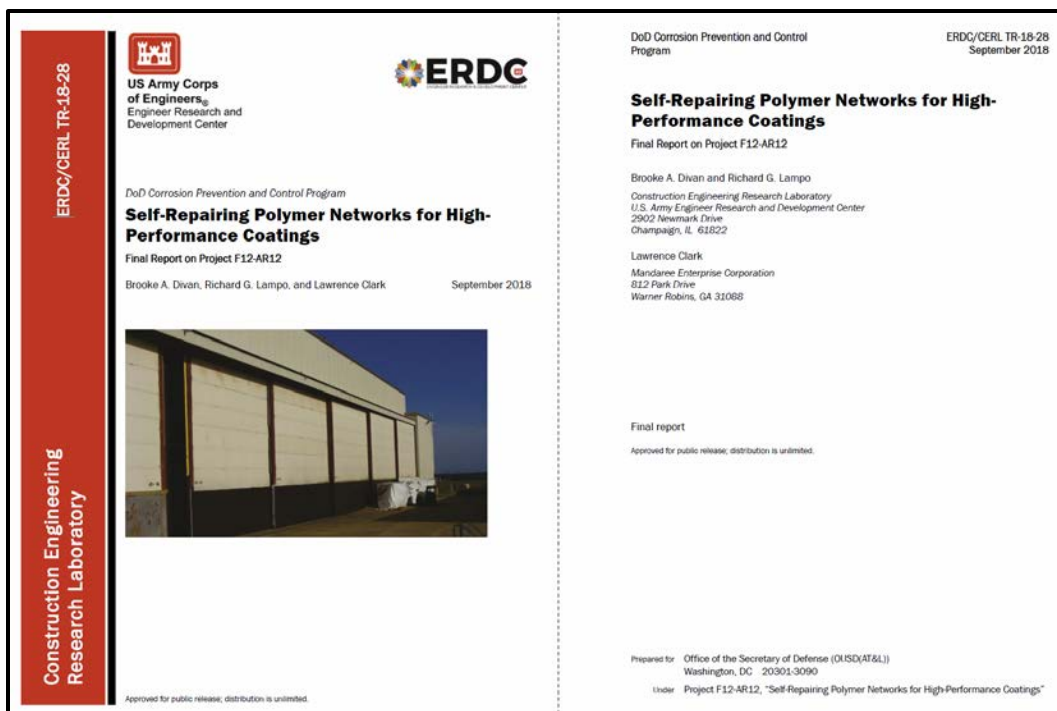 ERDC/CERL TR-18-28
Construction Engineering
Research Laboratory
US Army Corps
of Engineers®
Engineer Research and
Development Center
ERDC
DoD Corrosion Prevention and Control Program
Self-Repairing Polymer Networks for High-
Performance Coatings
Final Report on Project F12-AR12
Brooke A. Divan, Richard G. Lampo, and Lawrence Clark September 2018
Approved for public release; distribution is unlimited.
DoD Corrosion Prevention and Control
Program
ERDC/CERL TR-18-28
September 2018
Self-Repairing Polymer Networks for High-
Performance Coatings
Final Report on Project F12-AR12
Brooke A. Divan and Richard G. Lampo
Construction Engineering Research Laboratory
U.S. Army Engineer Research and Development Center
2902 Newmark Drive
Champaign, IL 61822
Lawrence Clark
Mandaree Enterprise Corporation
812 Park Drive
Warner Robins, GA 31088
Final report
Approved for public release; distribution is unlimited.
Prepared for Office of the Secretary of Defense (OUSD(AT&L))
Washington, DC 20301-3090
Under Project F12-AR12, "Self-Repairing Polymer Networks for High-Performance Coatings"